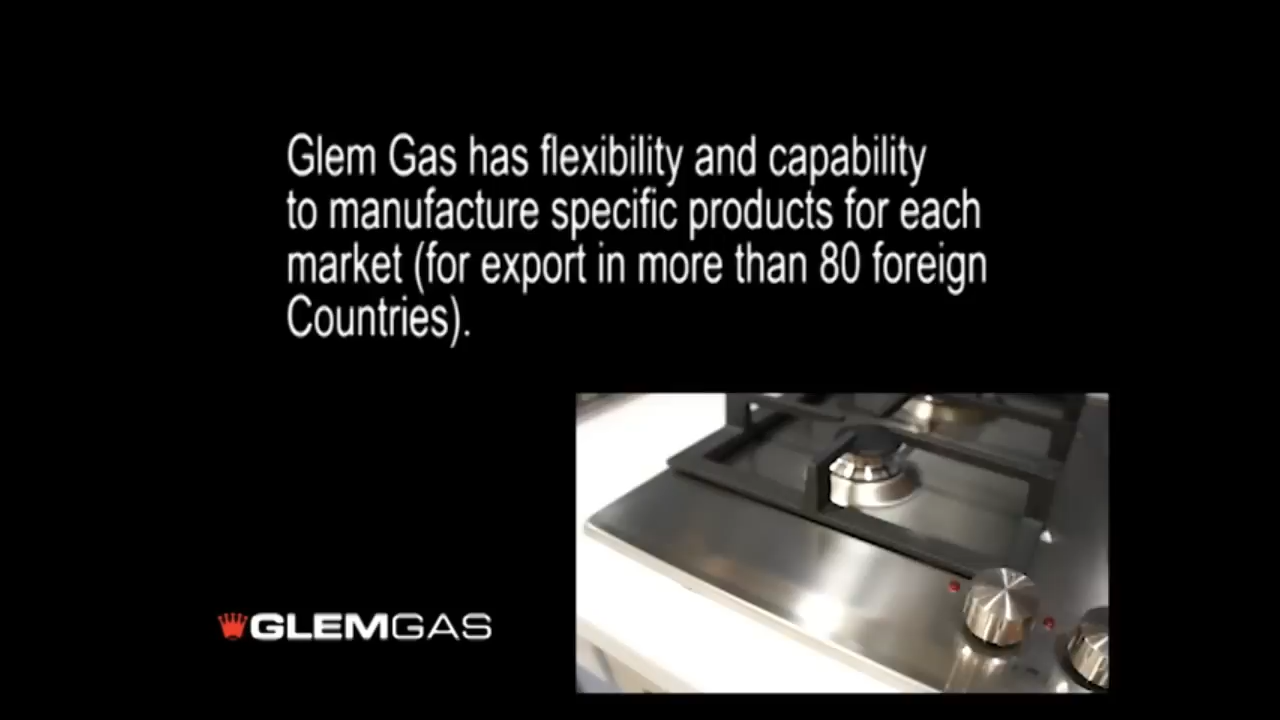 Glem Gas has flexibility and capability
to manufacture specific products for each
market (for export in more than 80 foreign
Countries).
GLEMGAS